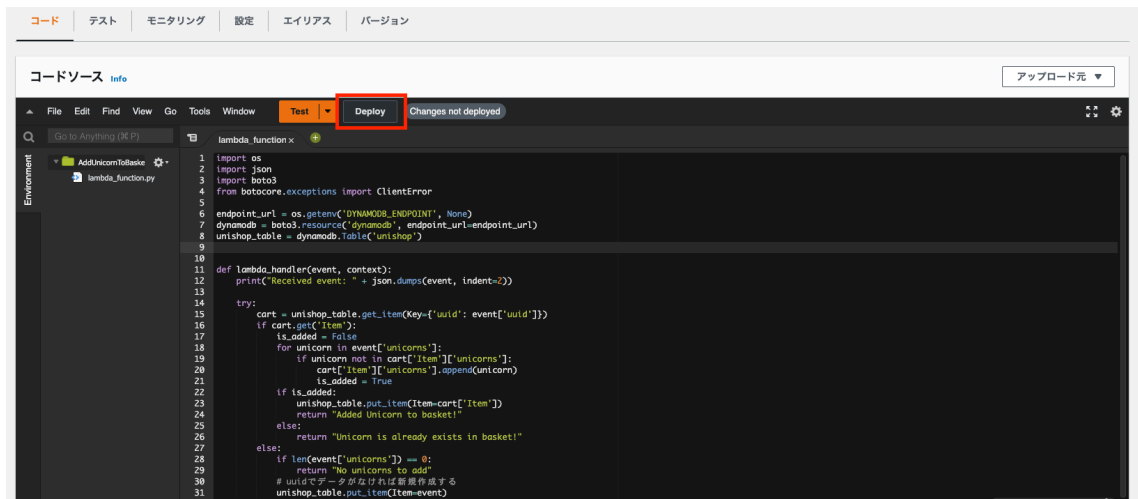 コード テスト モニタリング 設定 エイリアス バージョン
コードソース Info
アップロード元 ▼
File Edit Find View Go Tools Window Test Deploy Changes not deployed
Go to Anything (⌘ P)
lambda_function ×
Environment
AddUnicornToBaske
lambda_function.py
1 import os
2 import json
3 import boto3
4 from botocore.exceptions import ClientError
5
6 endpoint_url = os.getenv('DYNAMODB_ENDPOINT', None)
7 dynamodb = boto3.resource('dynamodb', endpoint_url=endpoint_url)
8 unishop_table = dynamodb.Table('unishop')
9
10
11 def lambda_handler(event, context):
12     print("Received event: " + json.dumps(event, indent=2))
13
14     try:
15         cart = unishop_table.get_item(Key={'uuid': event['uuid']})
16         if cart.get('Item'):
17             is_added = False
18             for unicorn in event['unicorns']:
19                 if unicorn not in cart['Item']['unicorns']:
20                     cart['Item']['unicorns'].append(unicorn)
21                     is_added = True
22             if is_added:
23                 unishop_table.put_item(Item=cart['Item'])
24                 return "Added Unicorn to basket!"
25             else:
26                 return "Unicorn is already exists in basket!"
27         else:
28             if len(event['unicorns']) == 0:
29                 return "No unicorns to add"
30             # uuidでデータがなければ新規作成する
31             unishop_table.put_item(Item=event)